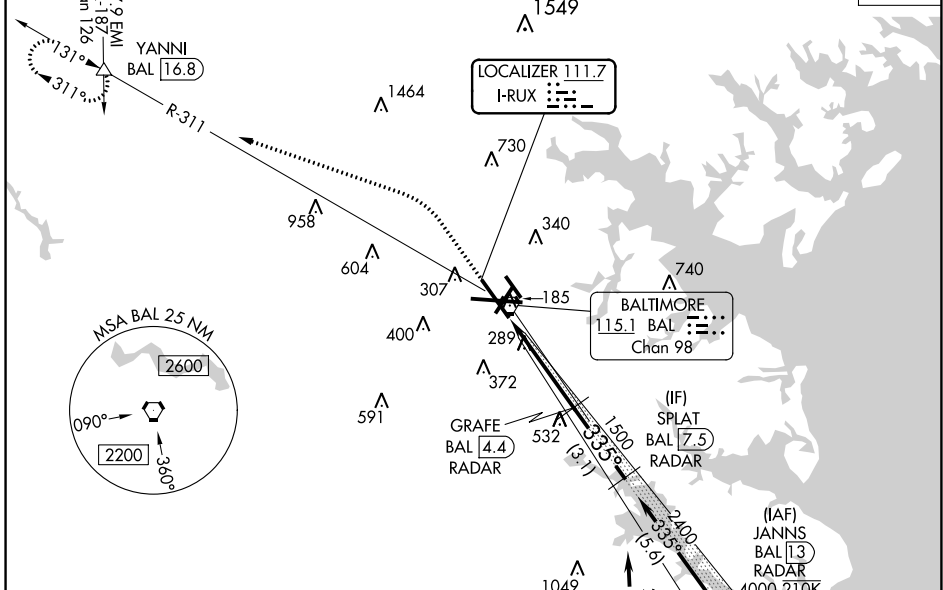 1549
YANNI
BAL 16.8
131°
311°
R-311
1464
LOCALIZER 111.7
I-RUX
730
958
340
604
307
740
185
BALTIMORE
115.1 BAL
Chan 98
400
289
MSA BAL 25 NM
2600
372
090°
591
2200
360°
GRAFE
BAL 4.4
RADAR
532
335°
(3.1)
1500
(IF)
SPLAT
BAL 7.5
RADAR
2400
335°
(5.6)
(IAF)
JANNS
BAL 13
RADAR
4000 210K
1049